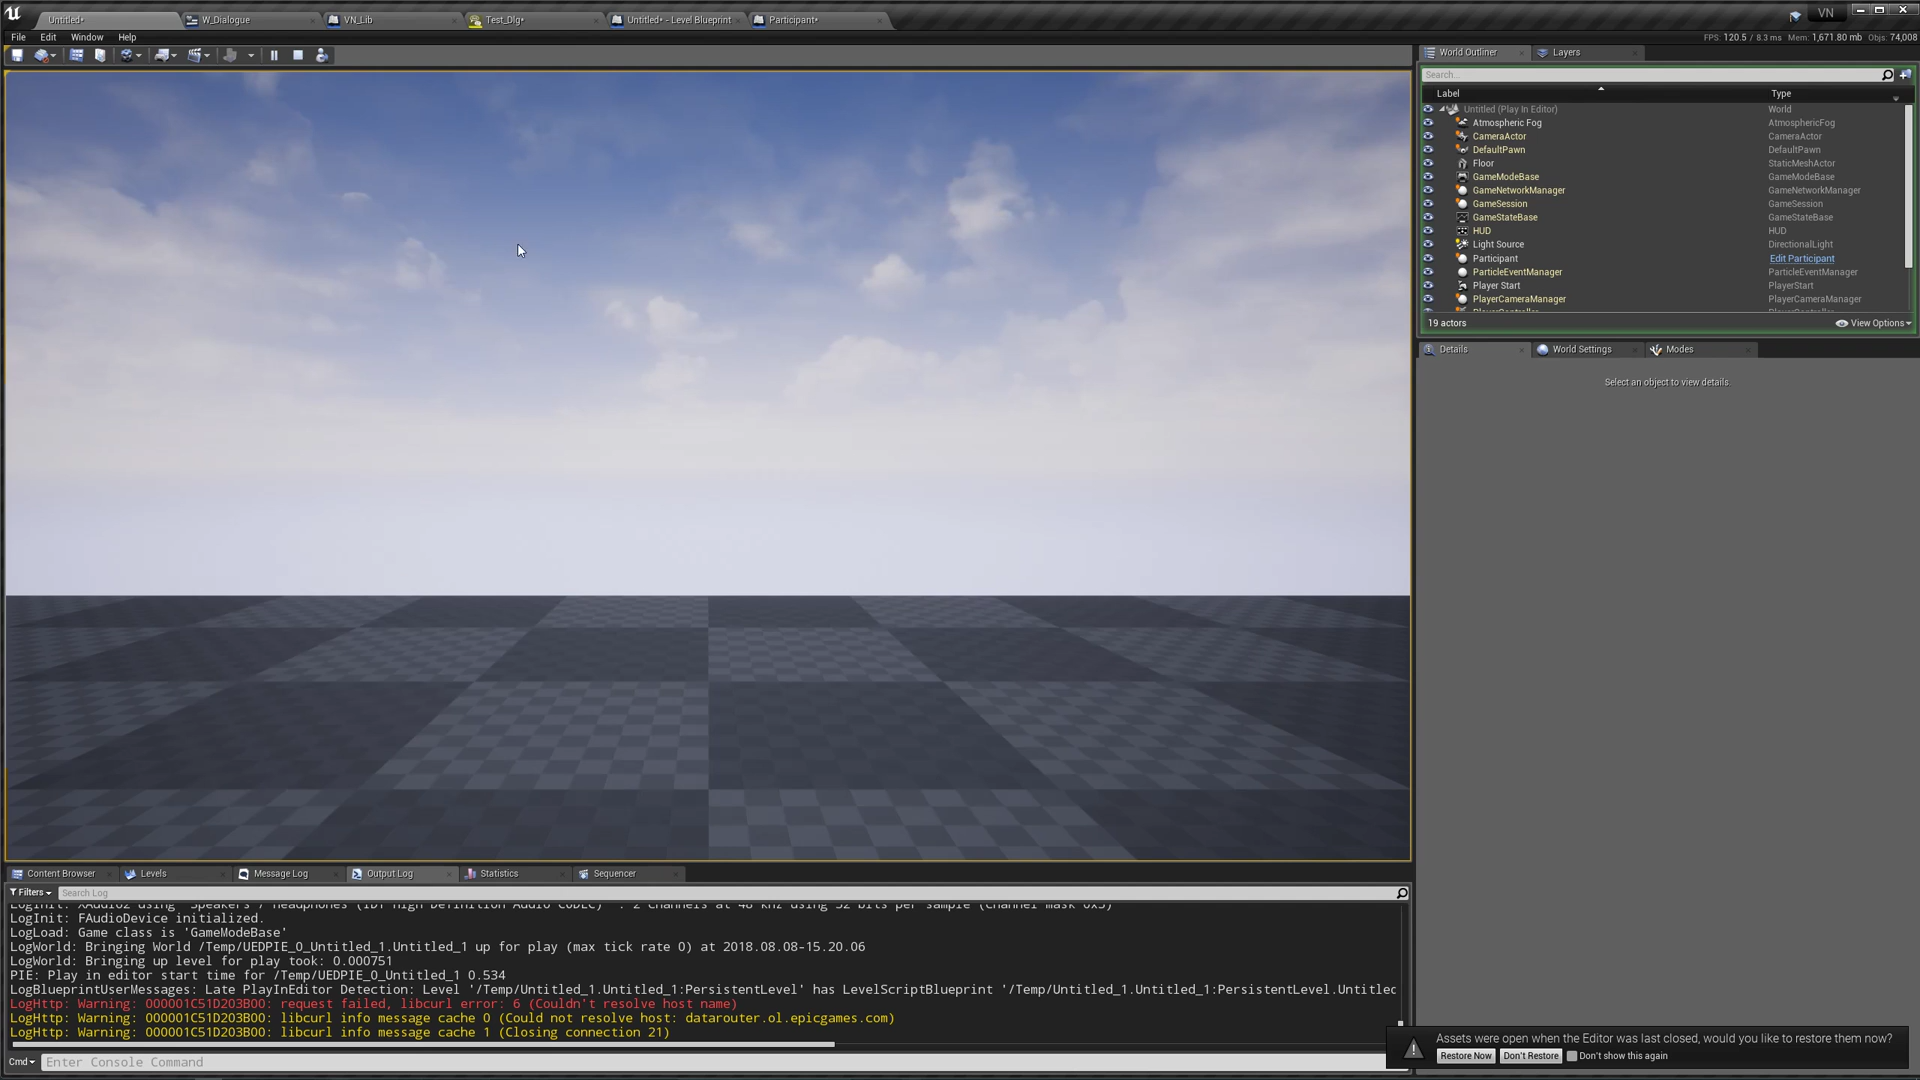 Untitled*
W_Dialogue
VN_Lib
Test_Dlg*
Untitled* - Level Blueprint
Participant*
VN
File Edit Window Help
FPS: 120.5 / 8.3 ms Mem: 1,671.80 mb Objs: 74,008
World Outliner
Layers
Search...
Label Type
Untitled (Play In Editor) World
Atmospheric Fog AtmosphericFog
CameraActor CameraActor
DefaultPawn DefaultPawn
Floor StaticMeshActor
GameModeBase GameModeBase
GameNetworkManager GameNetworkManager
GameSession GameSession
GameStateBase GameStateBase
HUD HUD
Light Source DirectionalLight
Participant Edit Participant
ParticleEventManager ParticleEventManager
Player Start PlayerStart
PlayerCameraManager PlayerCameraManager
19 actors
View Options
Details
World Settings
Modes
Select an object to view details.
Content Browser
Levels
Message Log
Output Log
Statistics
Sequencer
Filters
Search Log
LogInit: FAudioDevice initialized.
LogLoad: Game class is 'GameModeBase'
LogWorld: Bringing World /Temp/UEDPIE_0_Untitled_1.Untitled_1 up for play (max tick rate 0) at 2018.08.08-15.20.06
LogWorld: Bringing up level for play took: 0.000751
PIE: Play in editor start time for /Temp/UEDPIE_0_Untitled_1 0.534
LogBlueprintUserMessages: Late PlayInEditor Detection: Level '/Temp/Untitled_1.Untitled_1:PersistentLevel' has LevelScriptBlueprint '/Temp/Untitled_1.Untitled_1:PersistentLevel.Untitled
LogHttp: Warning: 000001C51D203B00: request failed, libcurl error: 6 (Couldn't resolve host name)
LogHttp: Warning: 000001C51D203B00: libcurl info message cache 0 (Could not resolve host: datarouter.ol.epicgames.com)
LogHttp: Warning: 000001C51D203B00: libcurl info message cache 1 (Closing connection 21)
Cmd
Enter Console Command
Assets were open when the Editor was last closed, would you like to restore them now?
Restore Now
Don't Restore
Don't show this again